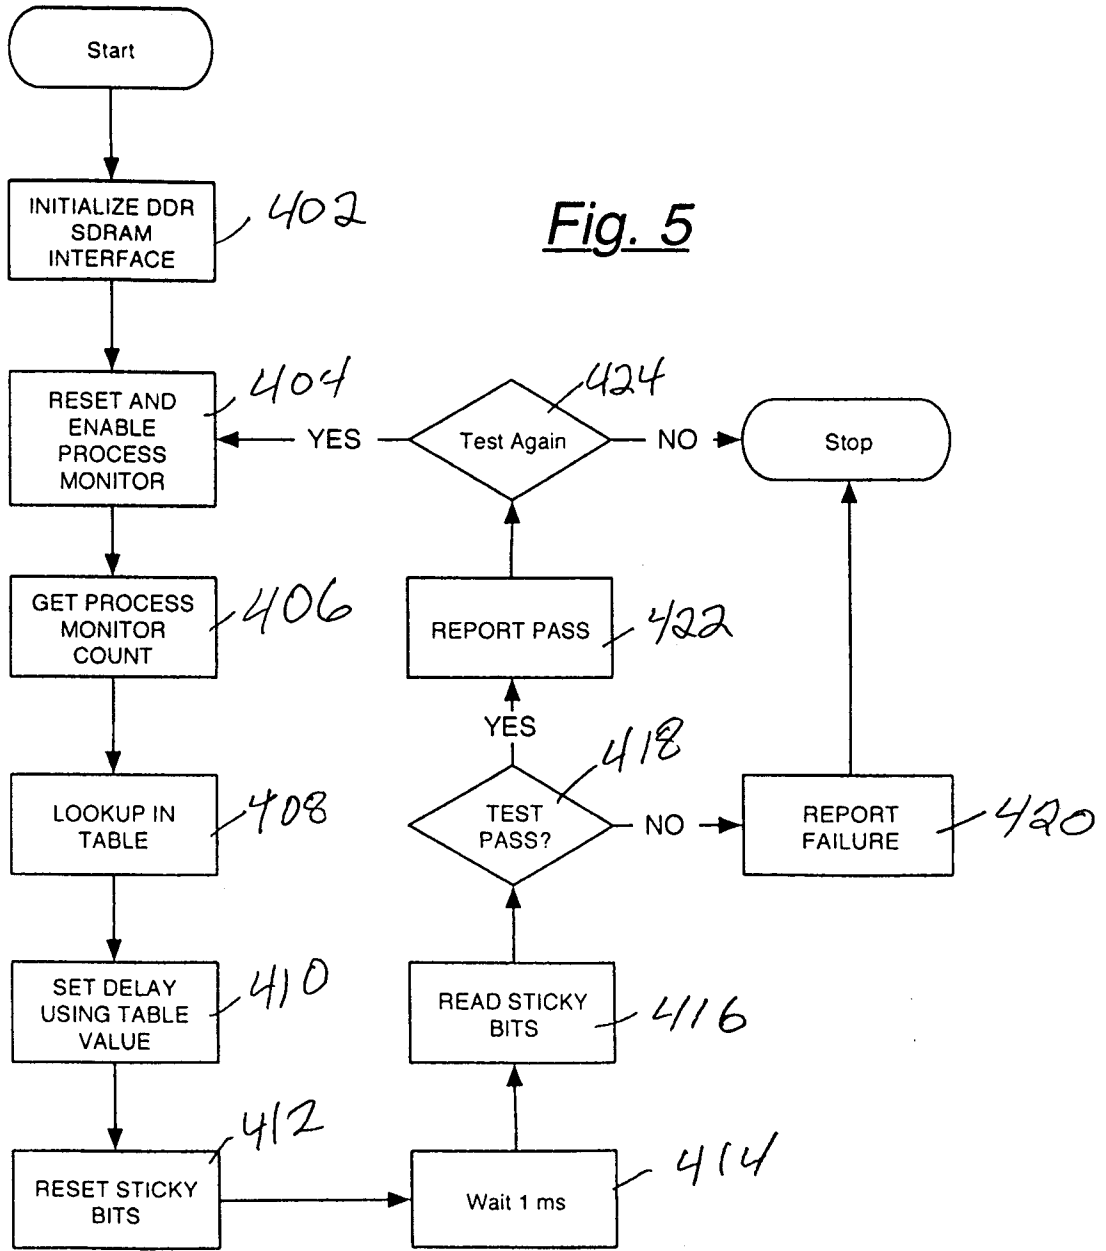 Start
INITIALIZE DDR
SDRAM
INTERFACE
402
Fig. 5
RESET AND
ENABLE
PROCESS
MONITOR
404
YES
Test Again
424
NO
Stop
GET PROCESS
MONITOR
COUNT
406
REPORT PASS
422
YES
LOOKUP IN
TABLE
408
TEST
PASS?
418
NO
REPORT
FAILURE
420
SET DELAY
USING TABLE
VALUE
410
READ STICKY
BITS
416
RESET STICKY
BITS
412
Wait 1 ms
414